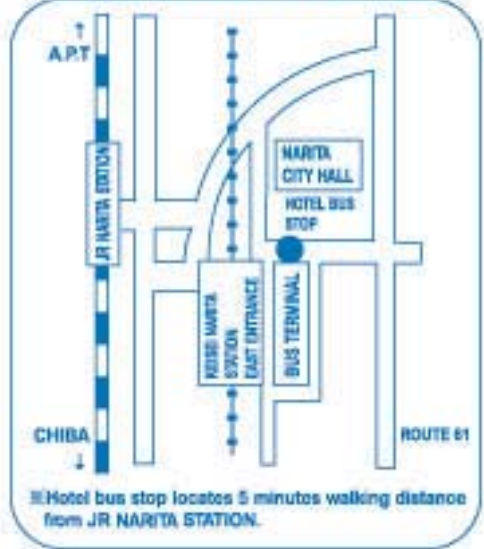 ↑
A.P.T
JR NARITA STATION
NARITA
CITY HALL
HOTEL BUS
STOP
KEISEI NARITA
STATION
EAST ENTRANCE
BUS TERMINAL
CHIBA
↓
ROUTE 61
※Hotel bus stop locates 5 minutes walking distance
from JR NARITA STATION.